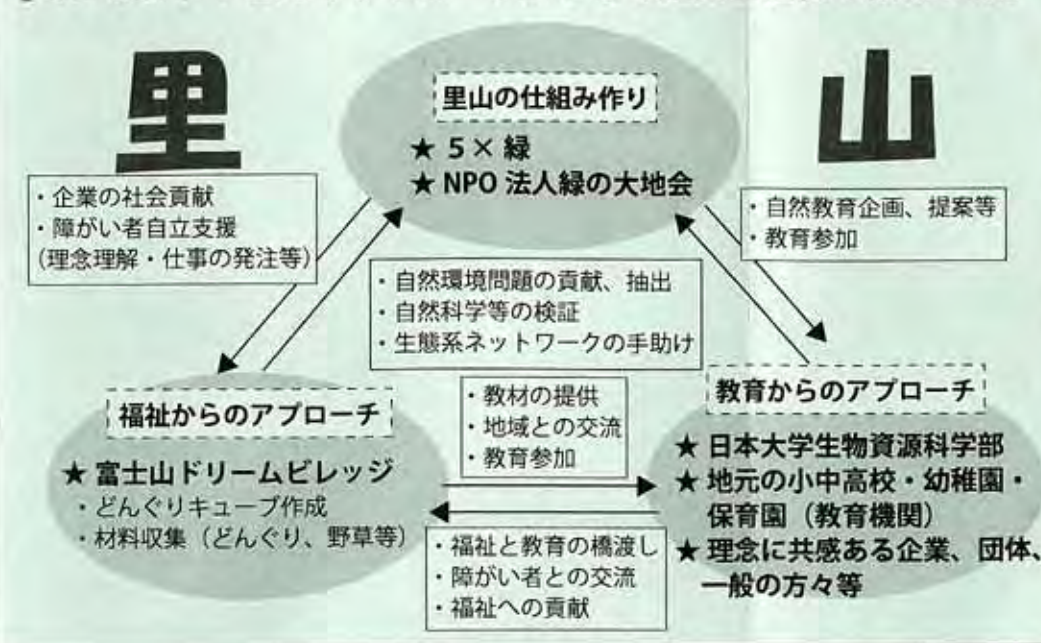 里
山
里山の仕組み作り
★ 5×緑
★ NPO 法人緑の大地会
・企業の社会貢献
・障がい者自立支援
(理念理解・仕事の発注等)
・自然教育企画、提案等
・教育参加
・自然環境問題の貢献、抽出
・自然科学等の検証
・生態系ネットワークの手助け
福祉からのアプローチ
★ 富士山ドリームビレッジ
・どんぐりキューブ作成
・材料収集（どんぐり、野草等）
・教材の提供
・地域との交流
・教育参加
教育からのアプローチ
★ 日本大学生物資源科学部
★ 地元の小中高校・幼稚園・
保育園（教育機関）
★ 理念に共感ある企業、団体、
一般の方々等
・福祉と教育の橋渡し
・障がい者との交流
・福祉への貢献